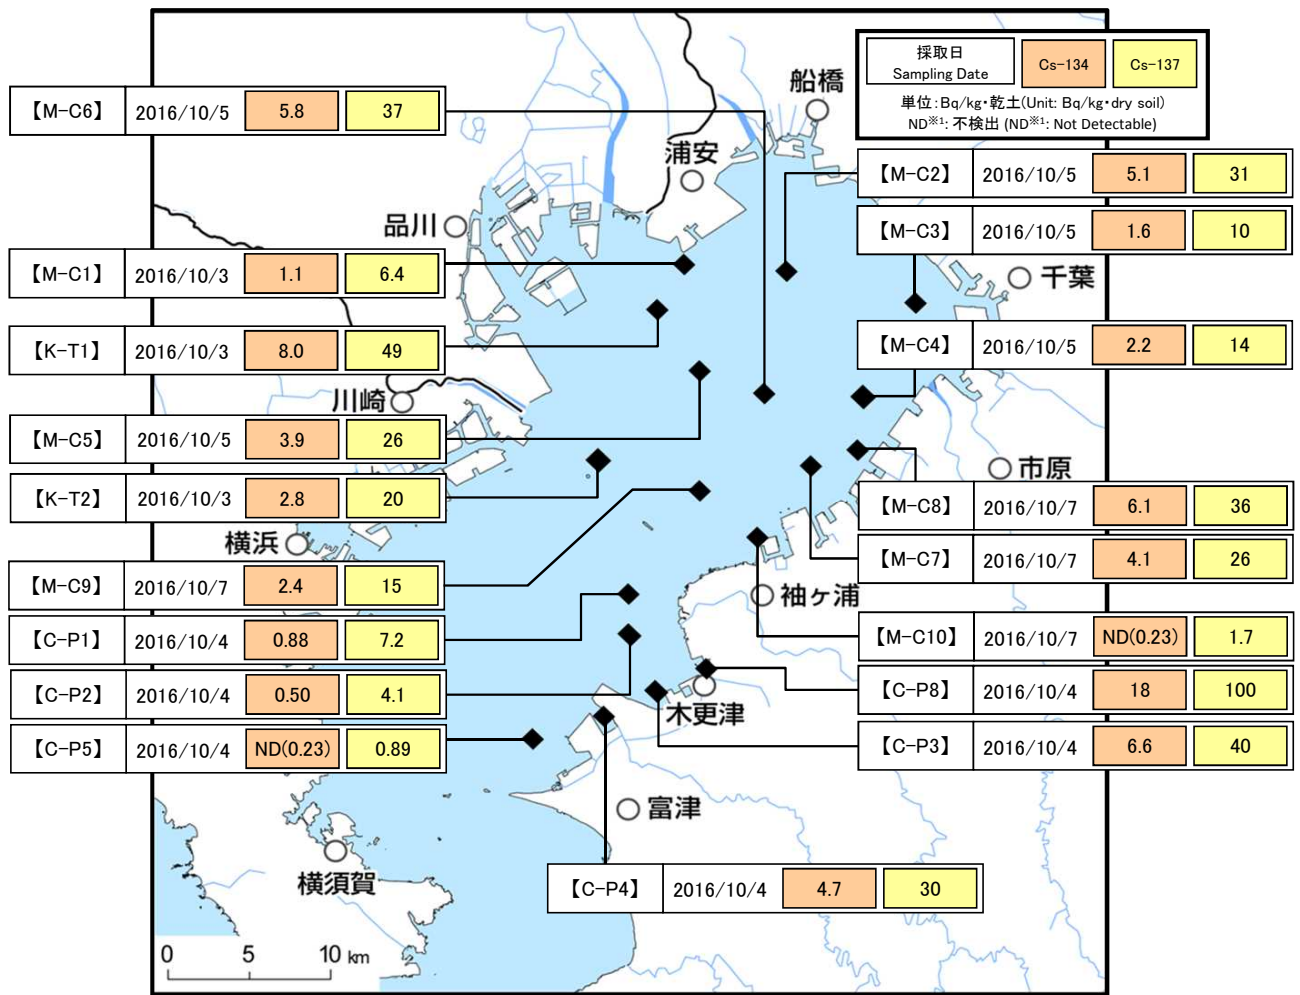 採取日
Sampling Date
Cs-134
Cs-137
単位:Bq/kg・乾土(Unit: Bq/kg・dry soil)
ND※1: 不検出 (ND※1: Not Detectable)
船橋
浦安
品川
千葉
川崎
市原
横浜
袖ヶ浦
木更津
富津
横須賀
【M-C6】 2016/10/5 5.8 37
【M-C1】 2016/10/3 1.1 6.4
【K-T1】 2016/10/3 8.0 49
【M-C5】 2016/10/5 3.9 26
【K-T2】 2016/10/3 2.8 20
【M-C9】 2016/10/7 2.4 15
【C-P1】 2016/10/4 0.88 7.2
【C-P2】 2016/10/4 0.50 4.1
【C-P5】 2016/10/4 ND(0.23) 0.89
【M-C2】 2016/10/5 5.1 31
【M-C3】 2016/10/5 1.6 10
【M-C4】 2016/10/5 2.2 14
【M-C8】 2016/10/7 6.1 36
【M-C7】 2016/10/7 4.1 26
【M-C10】 2016/10/7 ND(0.23) 1.7
【C-P8】 2016/10/4 18 100
【C-P3】 2016/10/4 6.6 40
【C-P4】 2016/10/4 4.7 30
0 5 10 km